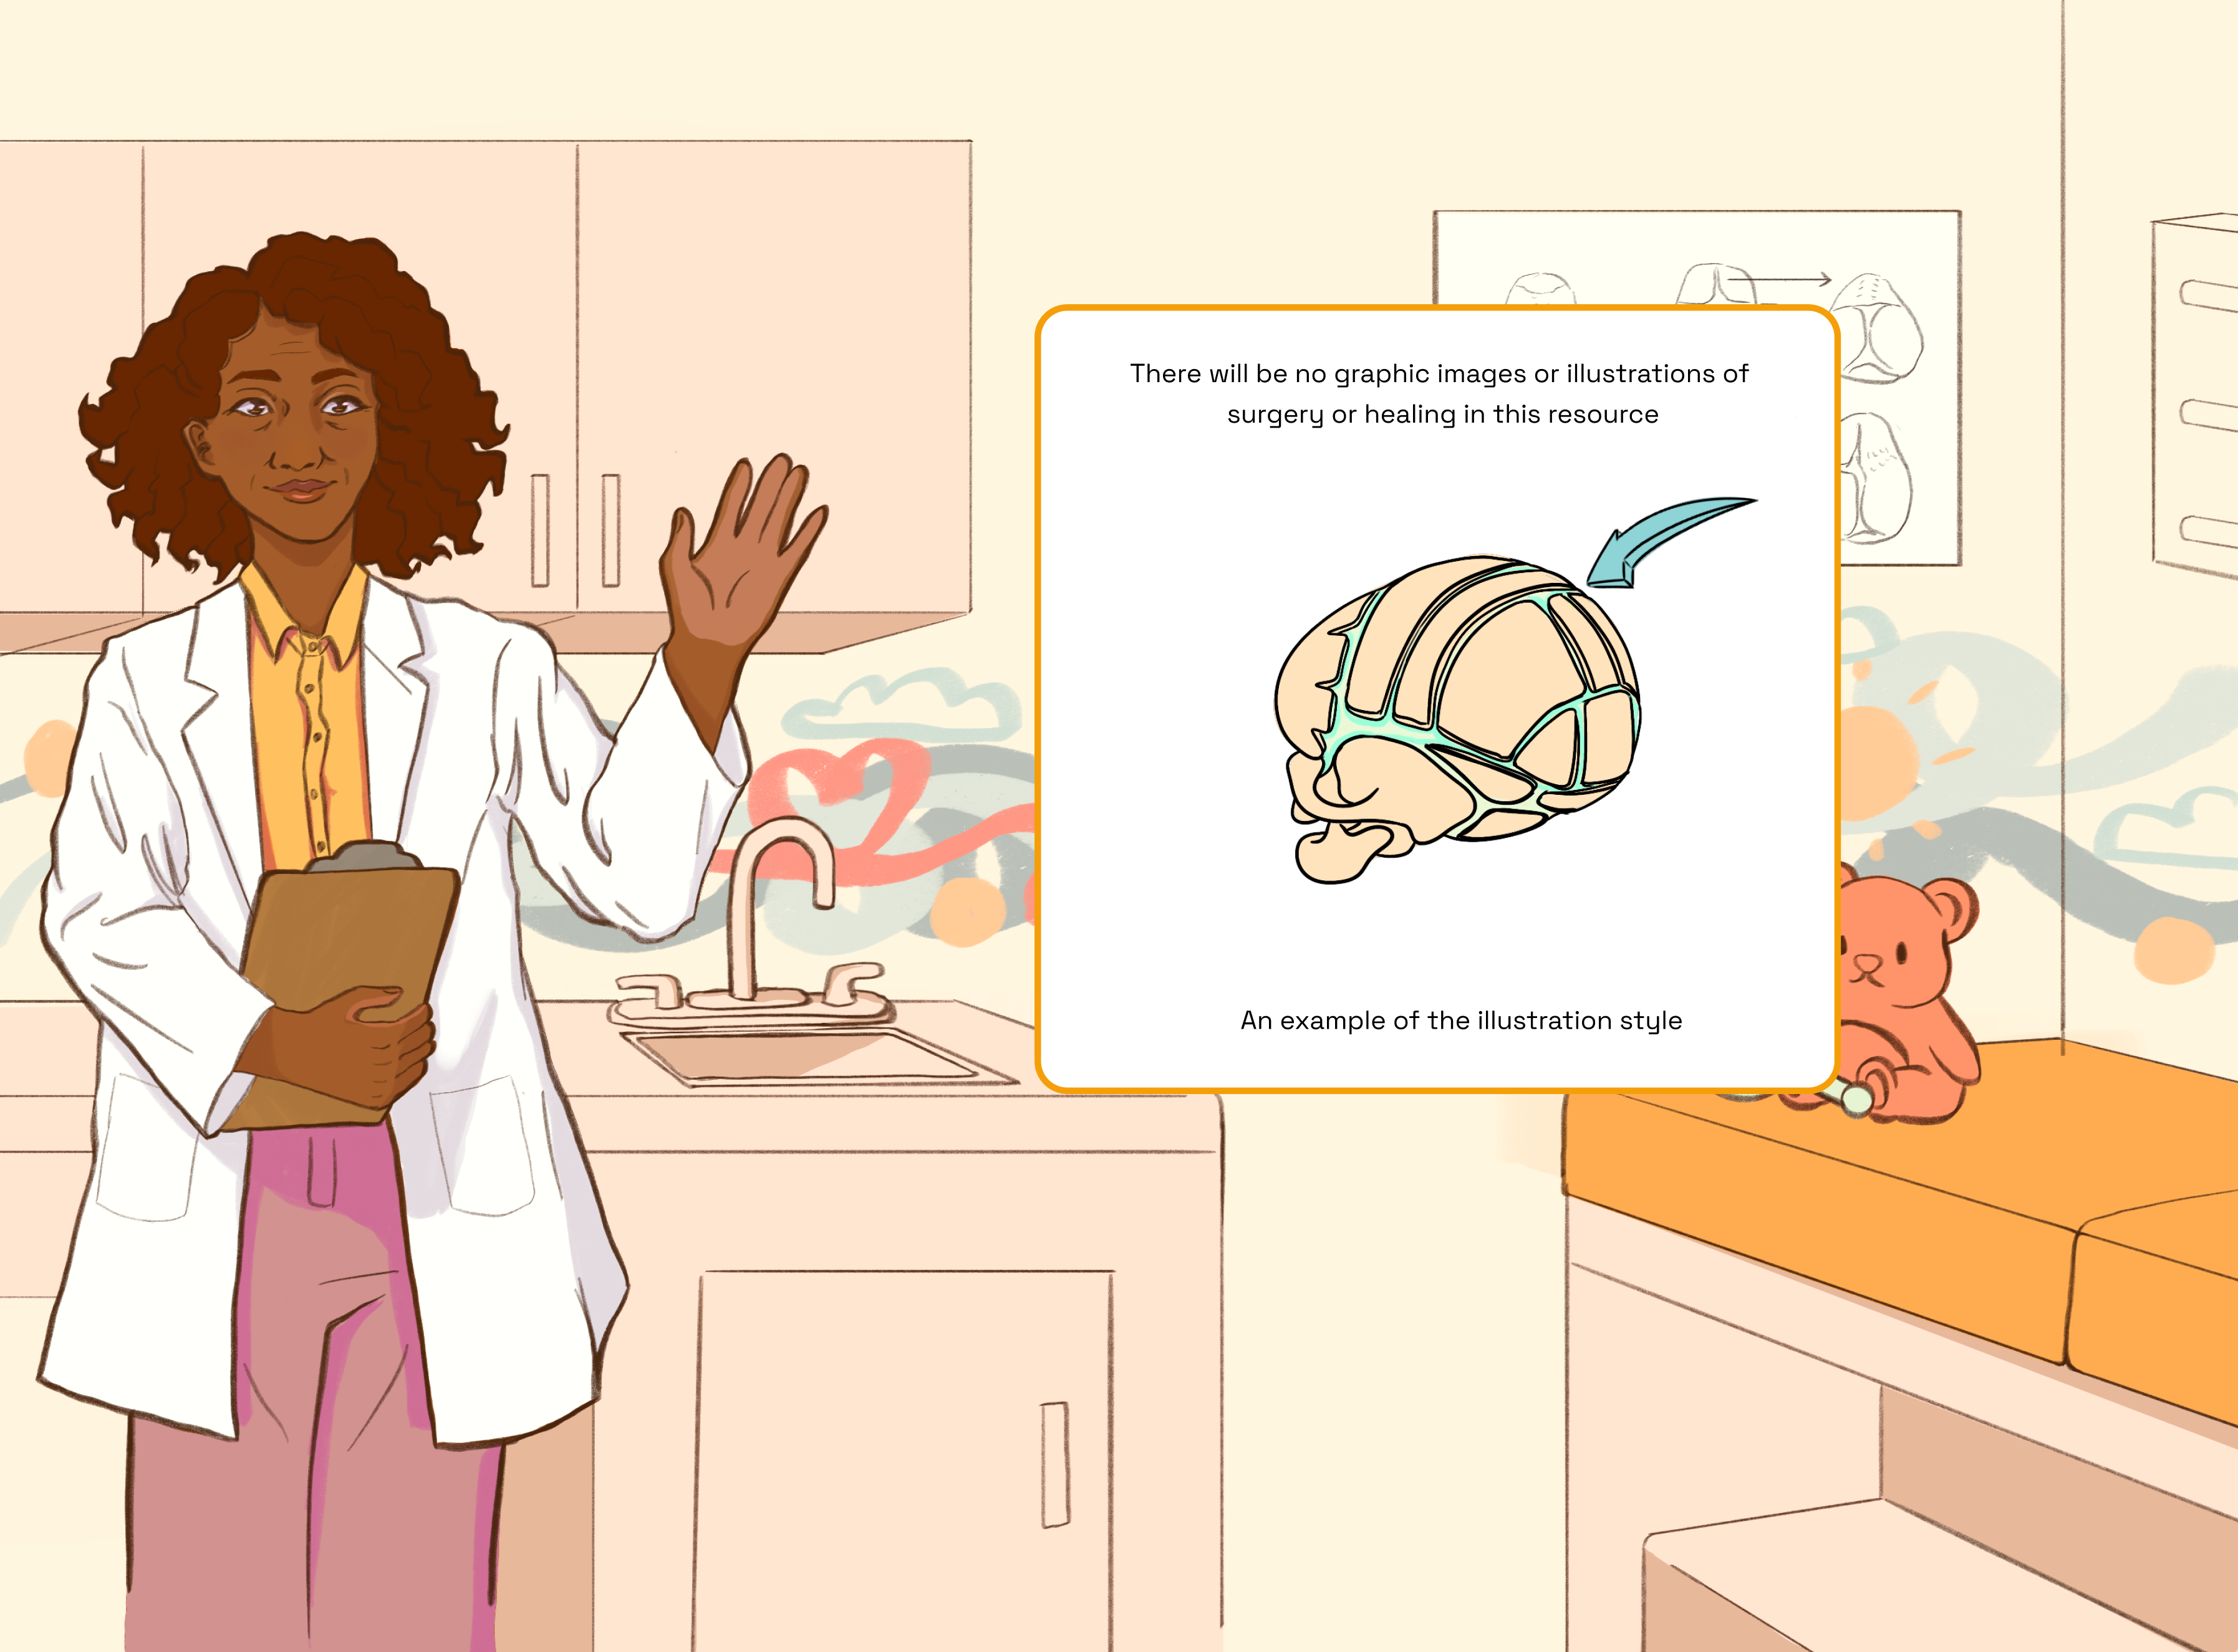 There will be no graphic images or illustrations of
surgery or healing in this resource
An example of the illustration style